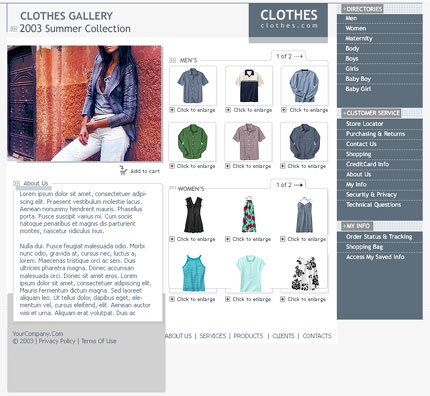 CLOTHES GALLERY
2003 Summer Collection
CLOTHES
clothes.com
DIRECTORIES
Men
Women
Maternity
Body
Boys
Girls
Baby Boy
Baby Girl
CUSTOMER SERVICE
Store Locator
Purchasing & Returns
Contact Us
Shopping
CreditCard Info
About Us
My Info
Security & Privacy
Technical Questions
MY INFO
Order Status & Tracking
Shopping Bag
Access My Saved Info
MEN'S
1 of 2
Click to enlarge Click to enlarge Click to enlarge
Click to enlarge Click to enlarge Click to enlarge
WOMEN'S
1 of 2
Click to enlarge Click to enlarge Click to enlarge
Click to enlarge Click to enlarge Click to enlarge
Add to cart
About Us
Lorem ipsum dolor sit amet, consectetuer adipi-
scing elit. Praesent vestibulum molestie lacus.
Aenean nonummy hendrerit mauris. Phasellus
porta. Fusce suscipit varius mi. Cum sociis
natoque penatibus et magnis dis parturient
montes, nascetur ridiculus mus.
Nulla dui. Fusce feugiat malesuada odio. Morbi
nunc odio, gravida at, cursus nec, luctus a,
lorem. Maecenas tristique orci ac sem. Duis
ultricies pharetra magna. Donec accumsan
malesuada orci. Donec sit amet eros. Lorem
ipsum dolor sit amet, consectetuer adipiscing elit.
Mauris fermentum dictum magna. Sed laoreet
aliquam leo. Ut tellus dolor, dapibus eget, ele-
mentum vel, cursus eleifend, elit. Aenean auctor
wisi et urna. Aliquam erat volutpat. Duis ac
YourCompany.Com
© 2003 | Privacy Policy | Terms Of Use
ABOUT US | SERVICES | PRODUCTS | CLIENTS | CONTACTS